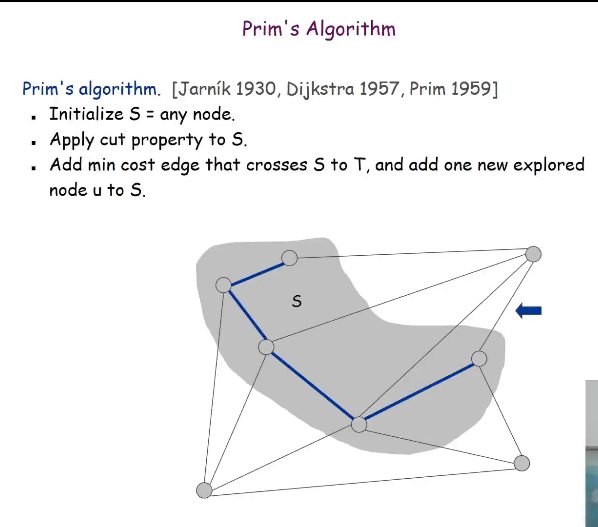 Prim's Algorithm
Prim's algorithm. [Jarník 1930, Dijkstra 1957, Prim 1959]
▪ Initialize S = any node.
▪ Apply cut property to S.
▪ Add min cost edge that crosses S to T, and add one new explored
node u to S.
S